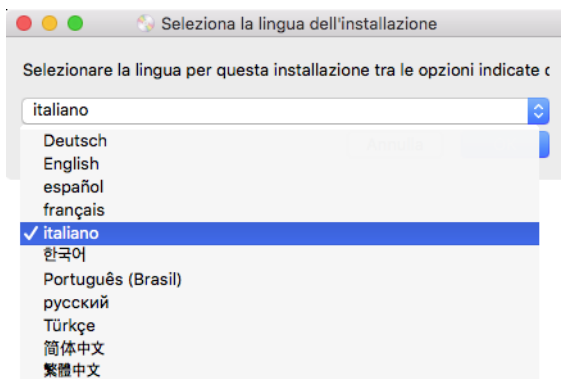 Seleziona la lingua dell'installazione
Selezionare la lingua per questa installazione tra le opzioni indicate
italiano
Deutsch
English
español
français
✓ italiano
한국어
Português (Brasil)
русский
Türkçe
简体中文
繁體中文